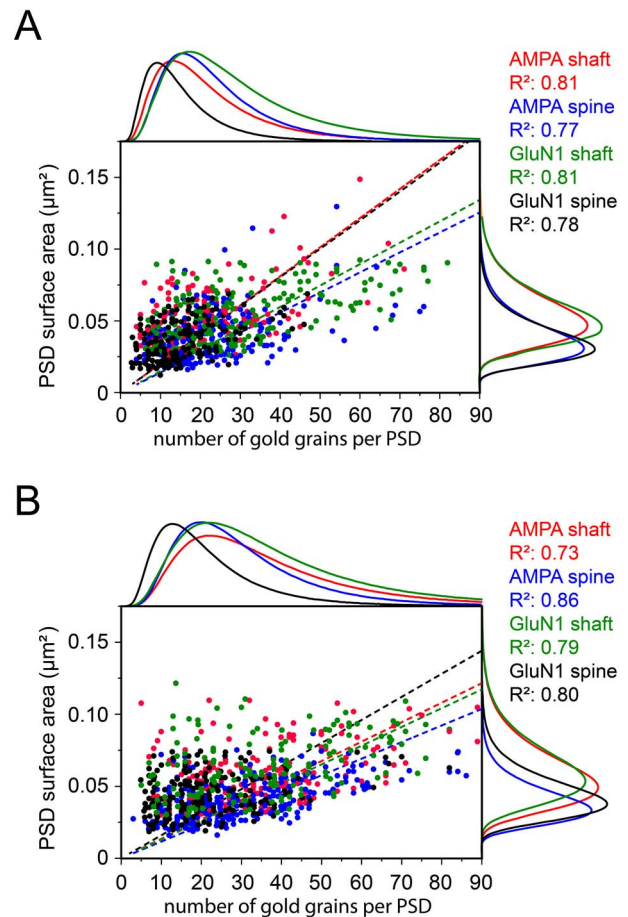 A
AMPA shaft
R²: 0.81
AMPA spine
R²: 0.77
GluN1 shaft
R²: 0.81
GluN1 spine
R²: 0.78
PSD surface area (µm²)
0.15
0.10
0.05
0
0 10 20 30 40 50 60 70 80 90
number of gold grains per PSD
B
AMPA shaft
R²: 0.73
AMPA spine
R²: 0.86
GluN1 shaft
R²: 0.79
GluN1 spine
R²: 0.80
PSD surface area (µm²)
0.15
0.10
0.05
0
0 10 20 30 40 50 60 70 80 90
number of gold grains per PSD